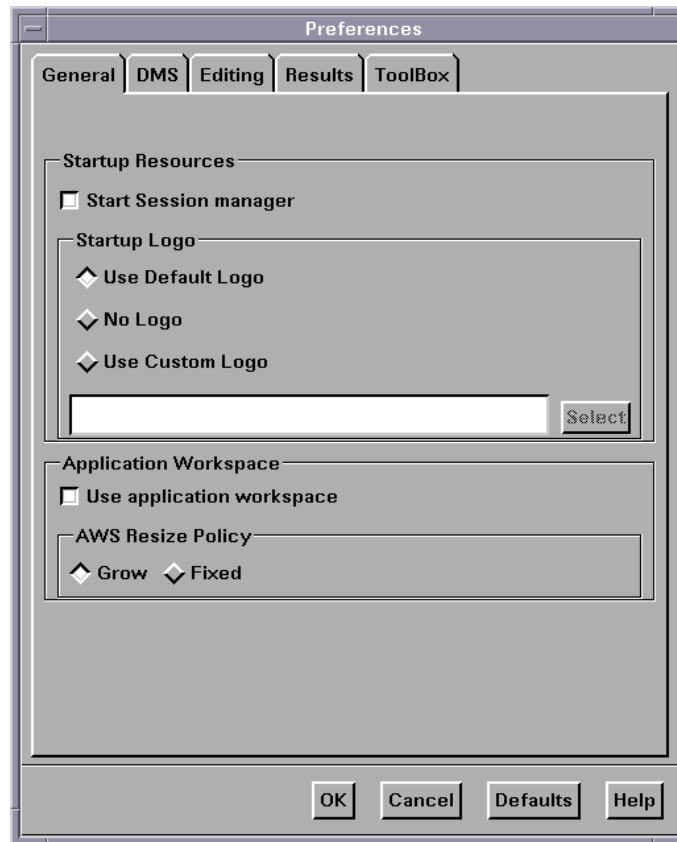 Preferences
General DMS Editing Results ToolBox
Startup Resources
Start Session manager
Startup Logo
Use Default Logo
No Logo
Use Custom Logo
Select
Application Workspace
Use application workspace
AWS Resize Policy
Grow Fixed
OK Cancel Defaults Help